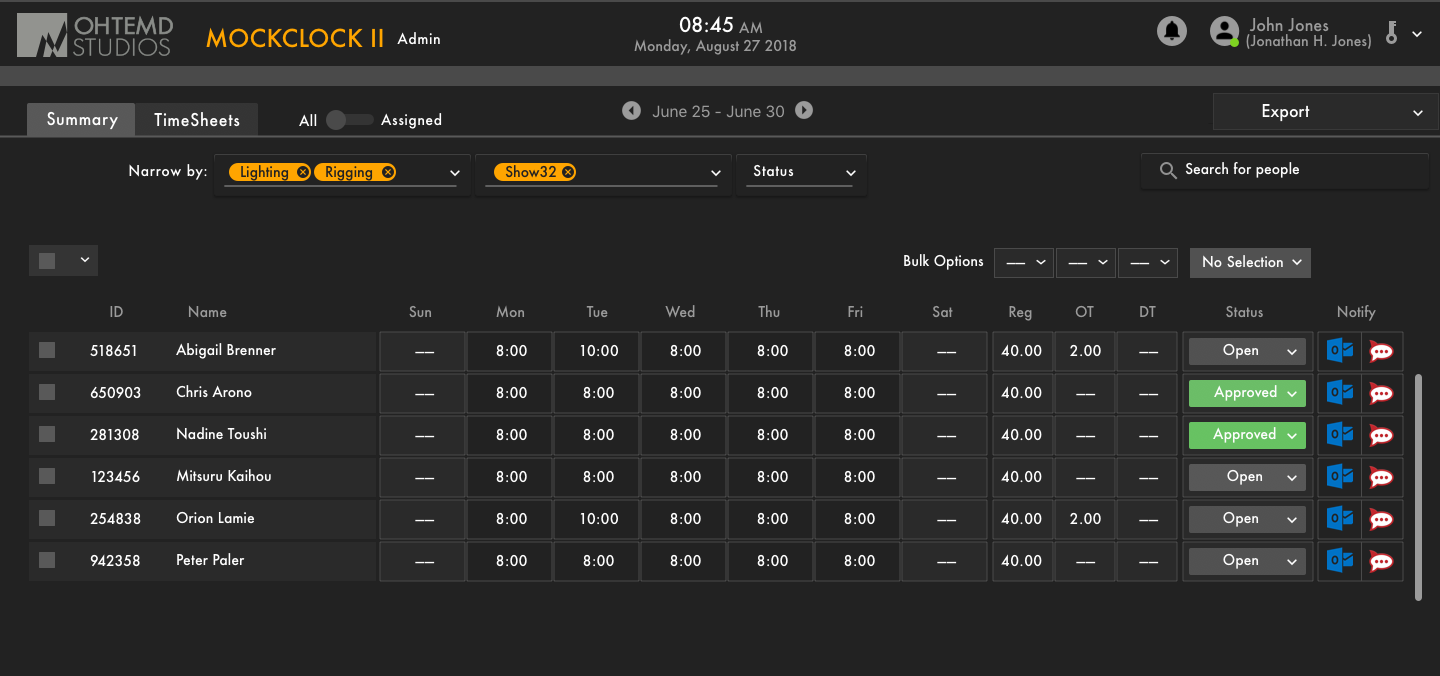 OHTEMD
STUDIOS
MOCKCLOCK II Admin
08:45 AM
Monday, August 27 2018
John Jones
(Jonathan H. Jones)
Summary TimeSheets All Assigned June 25 - June 30 Export
Narrow by: Lighting Rigging Show32 Status Search for people
Bulk Options — — — No Selection
ID Name Sun Mon Tue Wed Thu Fri Sat Reg OT DT Status Notify
518651 Abigail Brenner — 8:00 10:00 8:00 8:00 8:00 — 40.00 2.00 — Open
650903 Chris Arono — 8:00 8:00 8:00 8:00 8:00 — 40.00 — — Approved
281308 Nadine Toushi — 8:00 8:00 8:00 8:00 8:00 — 40.00 — — Approved
123456 Mitsuru Kaihou — 8:00 8:00 8:00 8:00 8:00 — 40.00 — — Open
254838 Orion Lamie — 8:00 10:00 8:00 8:00 8:00 — 40.00 2.00 — Open
942358 Peter Paler — 8:00 8:00 8:00 8:00 8:00 — 40.00 — — Open